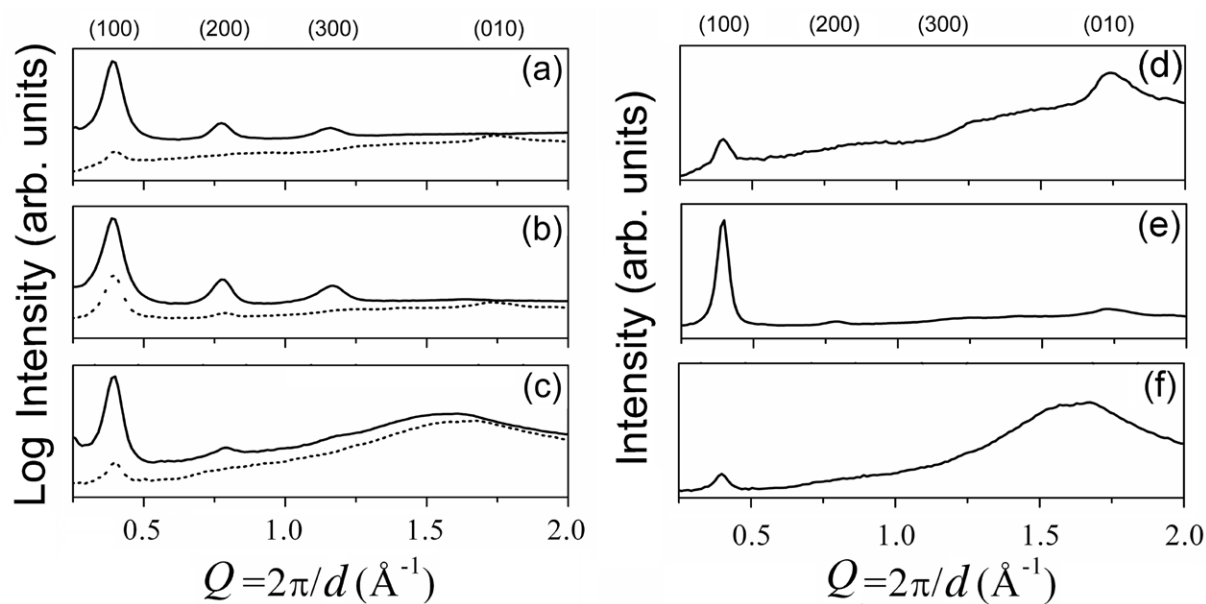 (100) (200) (300) (010)
(a)
(b)
(c)
Log Intensity (arb. units)
0.5 1.0 1.5 2.0
Q=2π/d (Å⁻¹)
(100) (200) (300) (010)
(d)
(e)
(f)
Intensity (arb. units)
0.5 1.0 1.5 2.0
Q=2π/d (Å⁻¹)